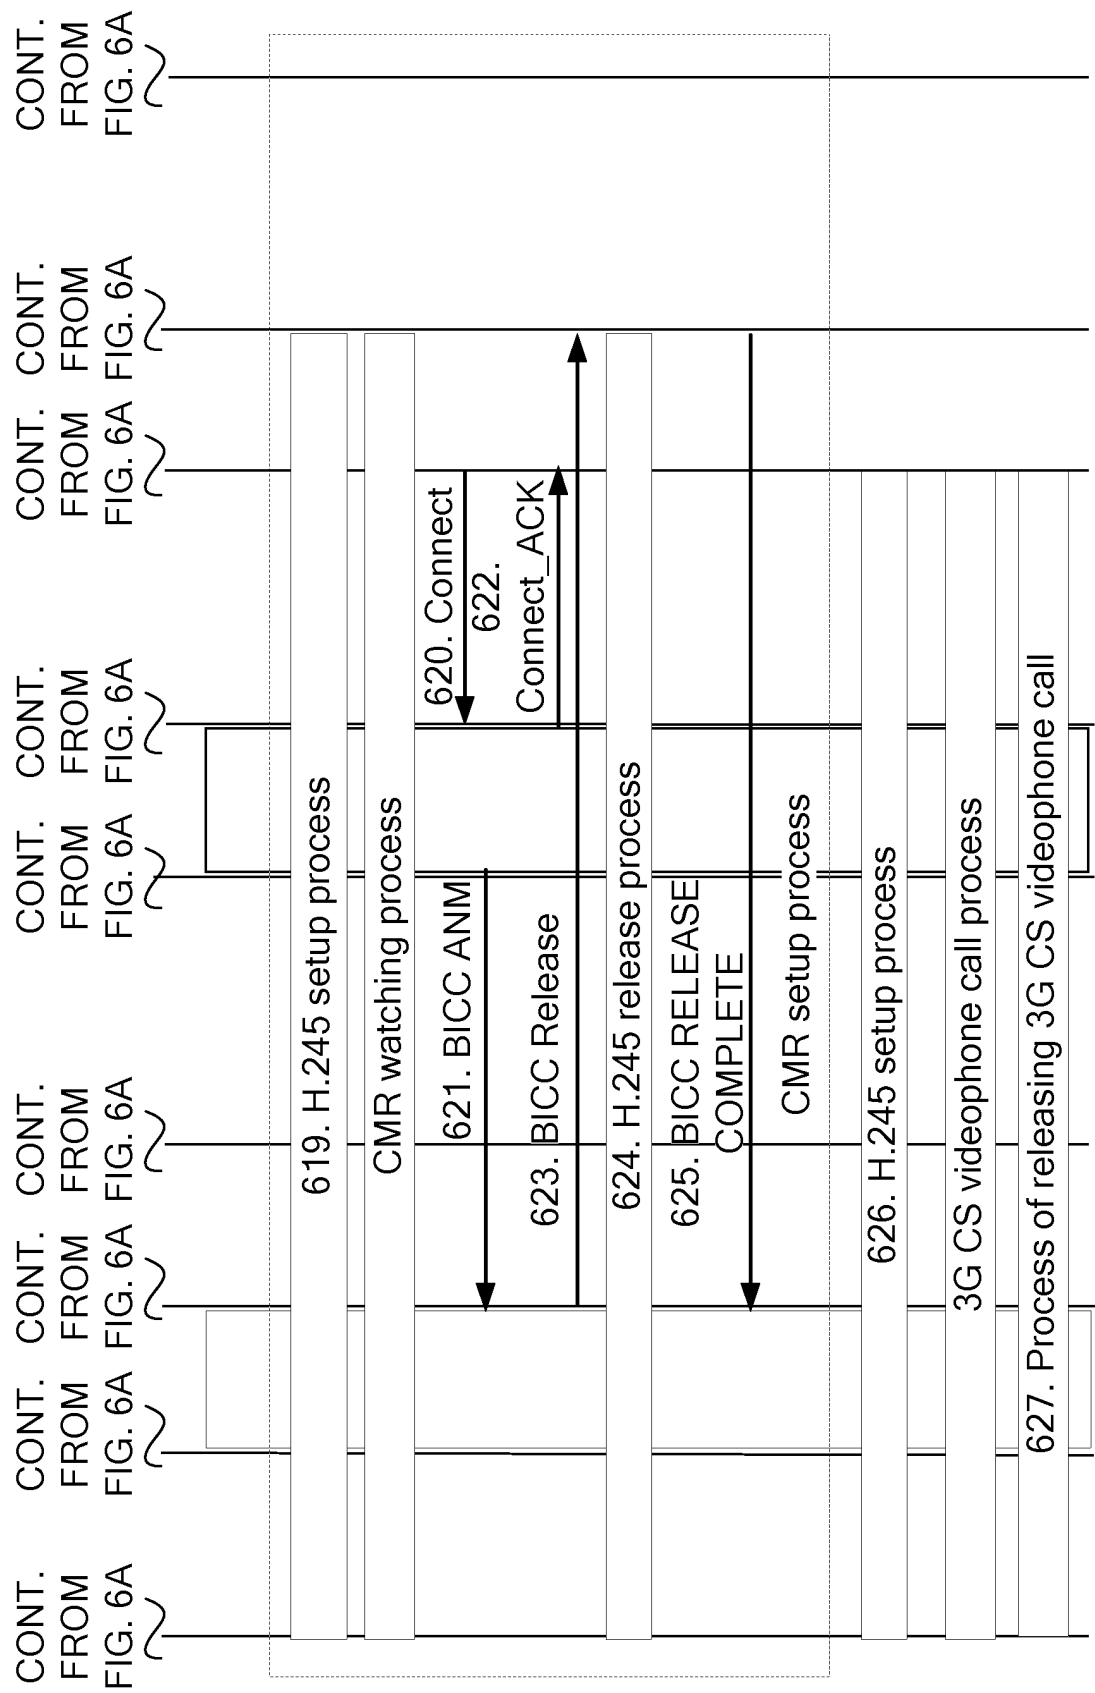 CONT.
FROM
FIG. 6A
CONT.
FROM
FIG. 6A
CONT.
FROM
FIG. 6A
CONT.
FROM
FIG. 6A
CONT.
FROM
FIG. 6A
CONT.
FROM
FIG. 6A
CONT.
FROM
FIG. 6A
CONT.
FROM
FIG. 6A
CONT.
FROM
FIG. 6A
619. H.245 setup process
CMR watching process
620. Connect
621. BICC ANM
622.
Connect_ACK
623. BICC Release
624. H.245 release process
625. BICC RELEASE
COMPLETE
CMR setup process
626. H.245 setup process
3G CS videophone call process
627. Process of releasing 3G CS videophone call